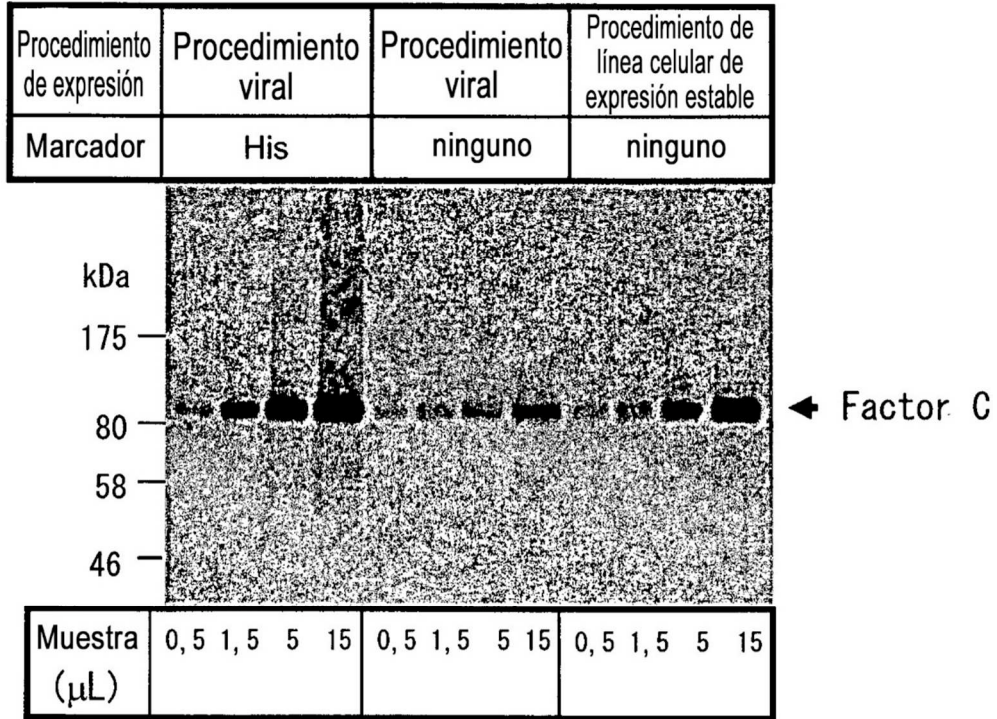 Procedimiento de expresión
Procedimiento viral
Procedimiento viral
Procedimiento de línea celular de expresión estable
Marcador His ninguno ninguno
kDa
175
80
58
46
Factor C
Muestra (μL)
0,5 1,5 5 15
0,5 1,5 5 15
0,5 1,5 5 15